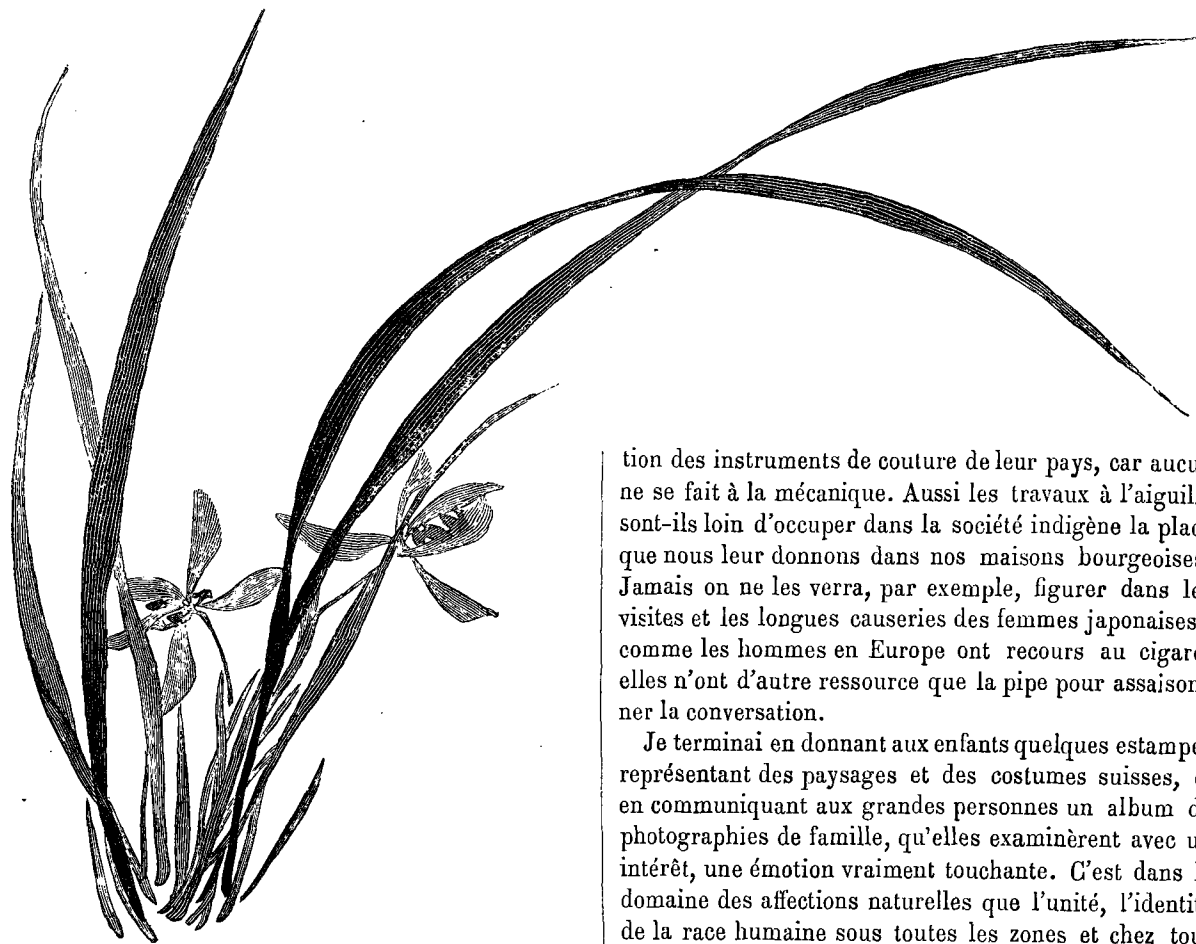 tion des instruments de couture de leur pays, car aucu
ne se fait à la mécanique. Aussi les travaux à l'aiguil
sont-ils loin d'occuper dans la société indigène la plac
que nous leur donnons dans nos maisons bourgeoises
Jamais on ne les verra, par exemple, figurer dans le
visites et les longues causeries des femmes japonaises
comme les hommes en Europe ont recours au cigare
elles n'ont d'autre ressource que la pipe pour assaison
ner la conversation.
Je terminai en donnant aux enfants quelques estampe
représentant des paysages et des costumes suisses,
en communiquant aux grandes personnes un album d
photographies de famille, qu'elles examinèrent avec u
intérêt, une émotion vraiment touchante. C'est dans l
domaine des affections naturelles que l'unité, l'identit
de la race humaine sous toutes les zones et chez tou